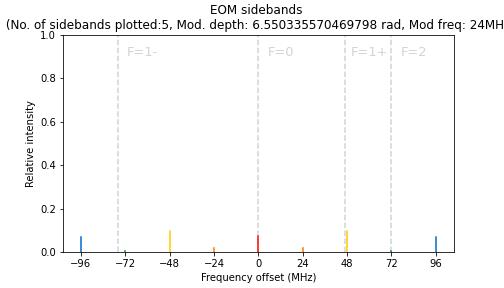 EOM sidebands
(No. of sidebands plotted:5, Mod. depth: 6.550335570469798 rad, Mod freq: 24MH
1.0
F=1- F=0 F=1+ F=2
0.8
0.6
Relative intensity
0.4
0.2
0.0
−96 −72 −48 −24 0 24 48 72 96
Frequency offset (MHz)